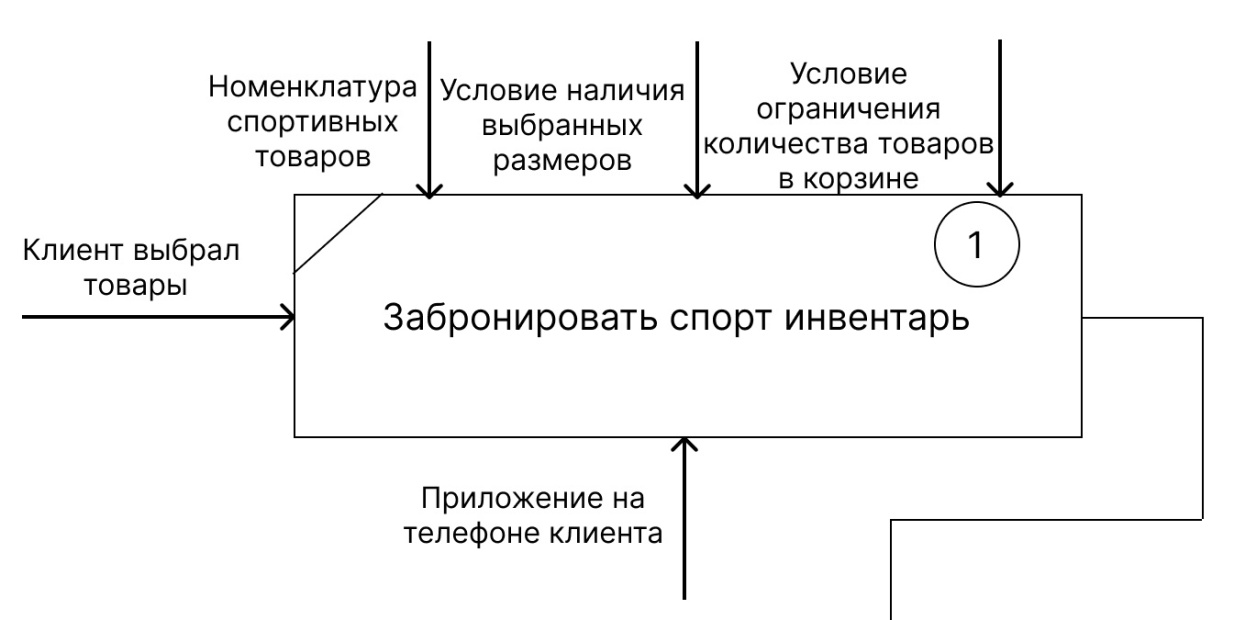 Номенклатура
спортивных
товаров
Условие наличия
выбранных
размеров
Условие
ограничения
количества товаров
в корзине
Клиент выбрал
товары
1
Забронировать спорт инвентарь
Приложение на
телефоне клиента